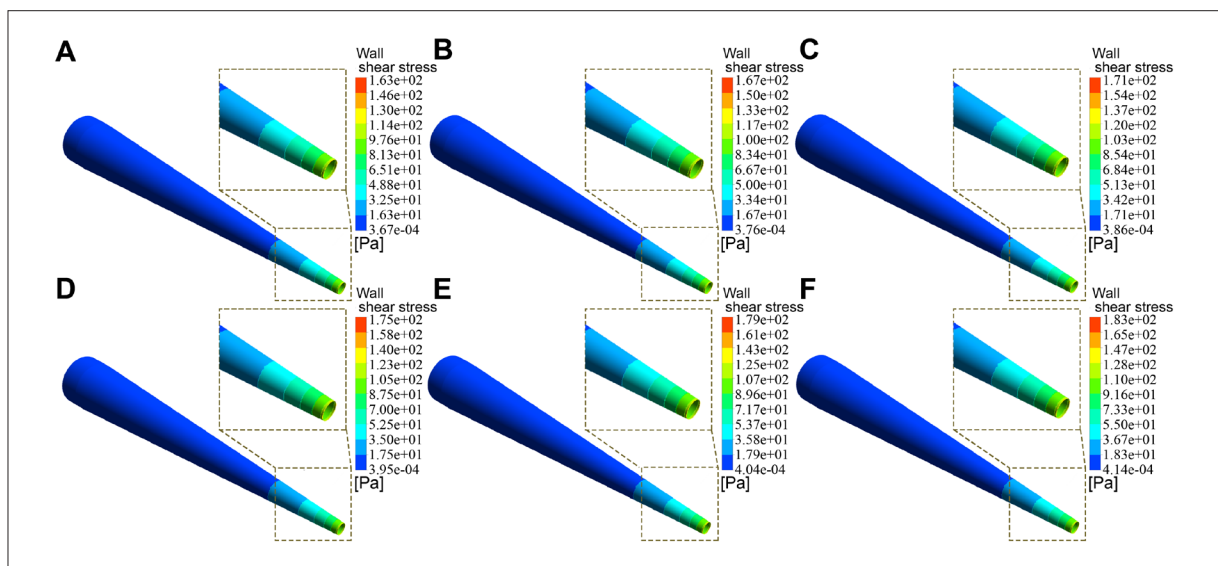 A
Wall
shear stress
1.63e+02
1.46e+02
1.30e+02
1.14e+02
9.76e+01
8.13e+01
6.51e+01
4.88e+01
3.25e+01
1.63e+01
3.67e-04
[Pa]
B
Wall
shear stress
1.67e+02
1.50e+02
1.33e+02
1.17e+02
1.00e+02
8.34e+01
6.67e+01
5.00e+01
3.34e+01
1.67e+01
3.76e-04
[Pa]
C
Wall
shear stress
1.71e+02
1.54e+02
1.37e+02
1.20e+02
1.03e+02
8.54e+01
6.84e+01
5.13e+01
3.42e+01
1.71e+01
3.86e-04
[Pa]
D
Wall
shear stress
1.75e+02
1.58e+02
1.40e+02
1.23e+02
1.05e+02
8.75e+01
7.00e+01
5.25e+01
3.50e+01
1.75e+01
3.95e-04
[Pa]
E
Wall
shear stress
1.79e+02
1.61e+02
1.43e+02
1.25e+02
1.07e+02
8.96e+01
7.17e+01
5.37e+01
3.58e+01
1.79e+01
4.04e-04
[Pa]
F
Wall
shear stress
1.83e+02
1.65e+02
1.47e+02
1.28e+02
1.10e+02
9.16e+01
7.33e+01
5.50e+01
3.67e+01
1.83e+01
4.14e-04
[Pa]